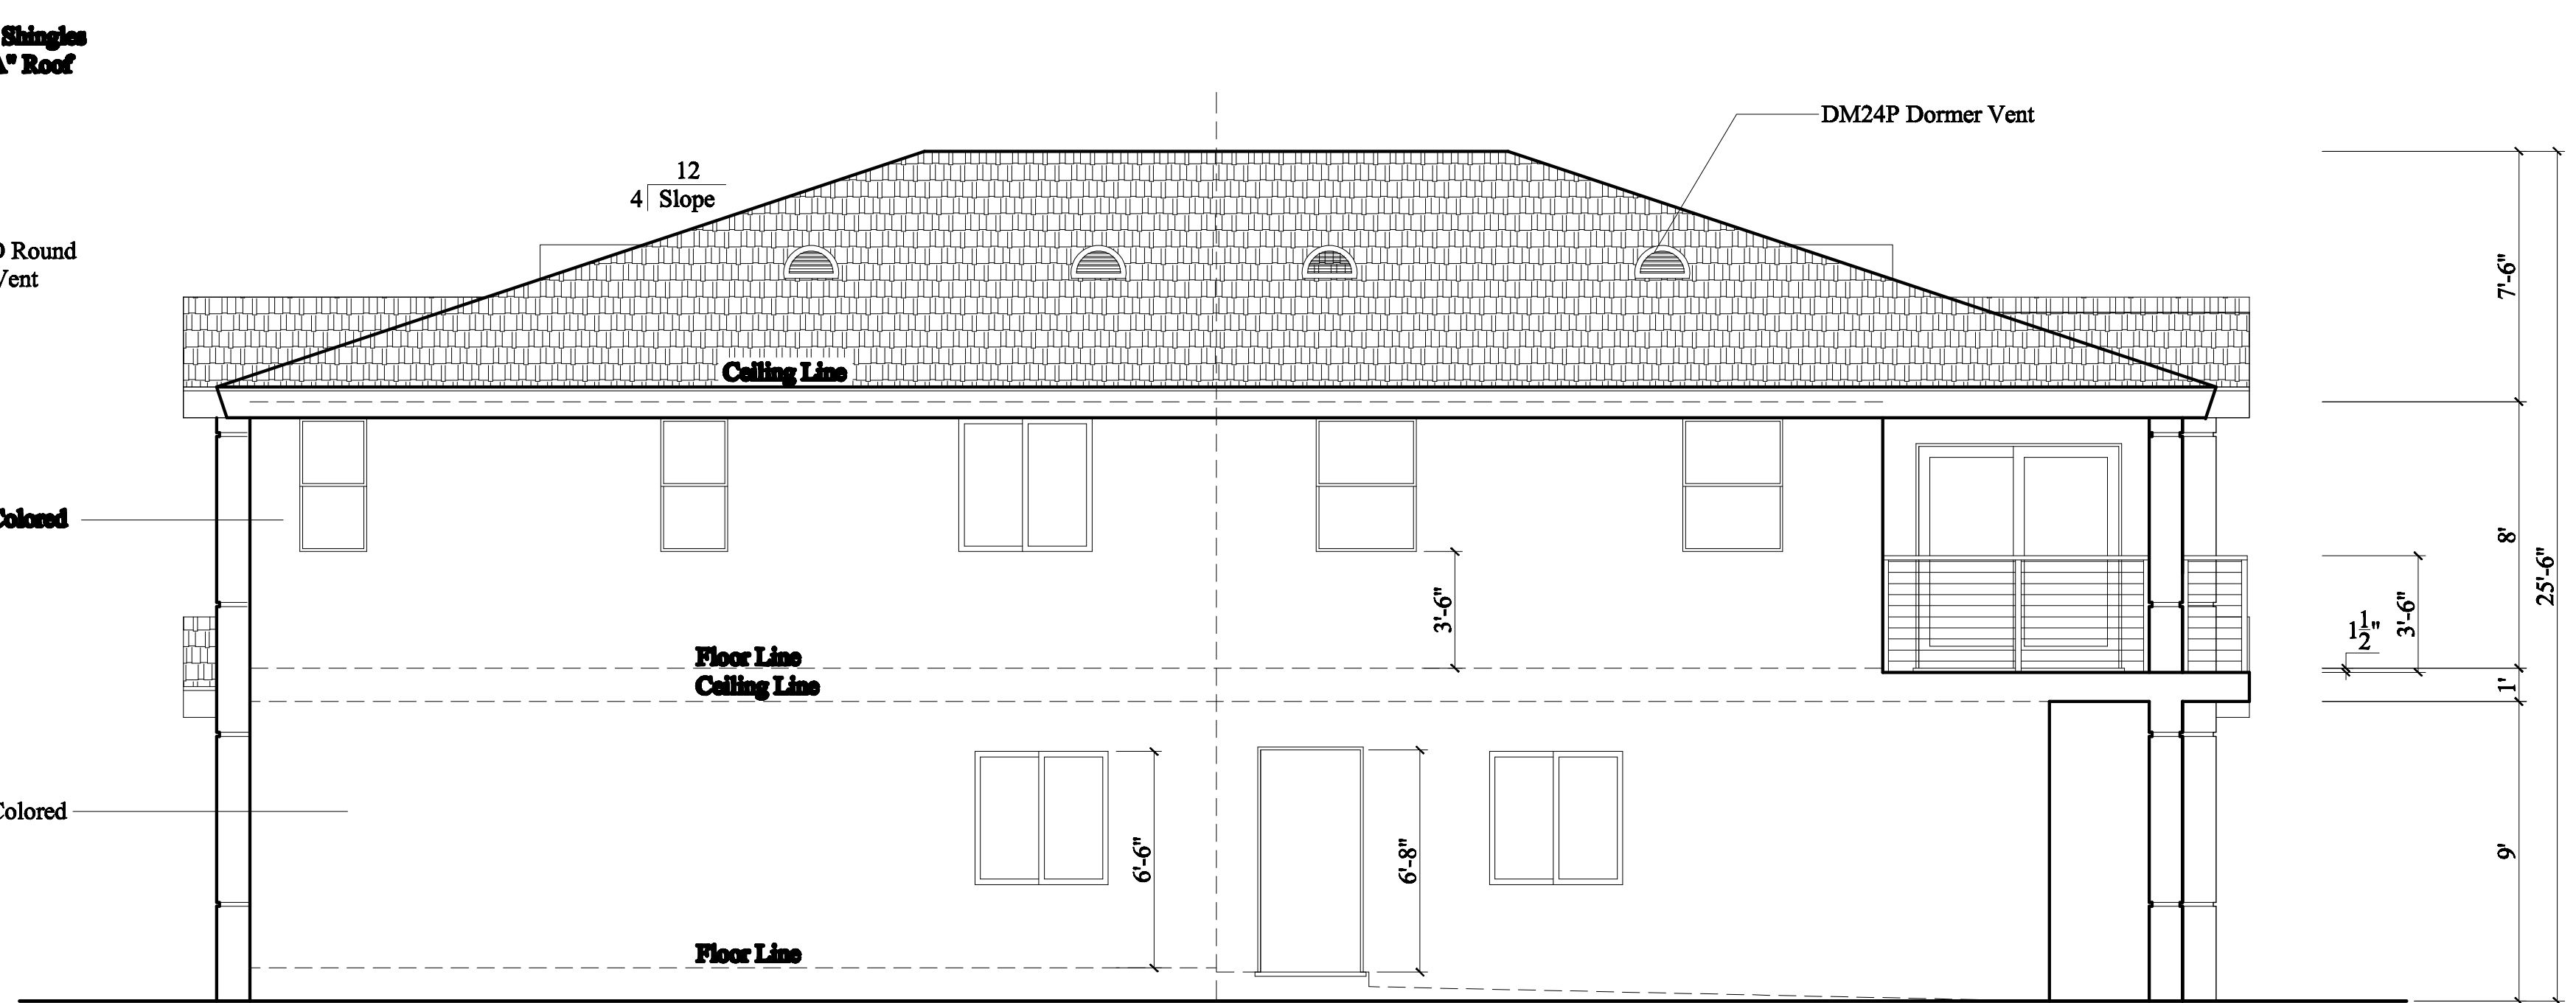 Shingles
A" Roof
DM24P Dormer Vent
12
4 Slope
O Round
Vent
7'-6"
Ceiling Line
Colored
8'
25'-6"
3'-6"
1 1/2"
3'-6"
Floor Line
Ceiling Line
1'
Colored
6'-6"
6'-8"
9'
Floor Line